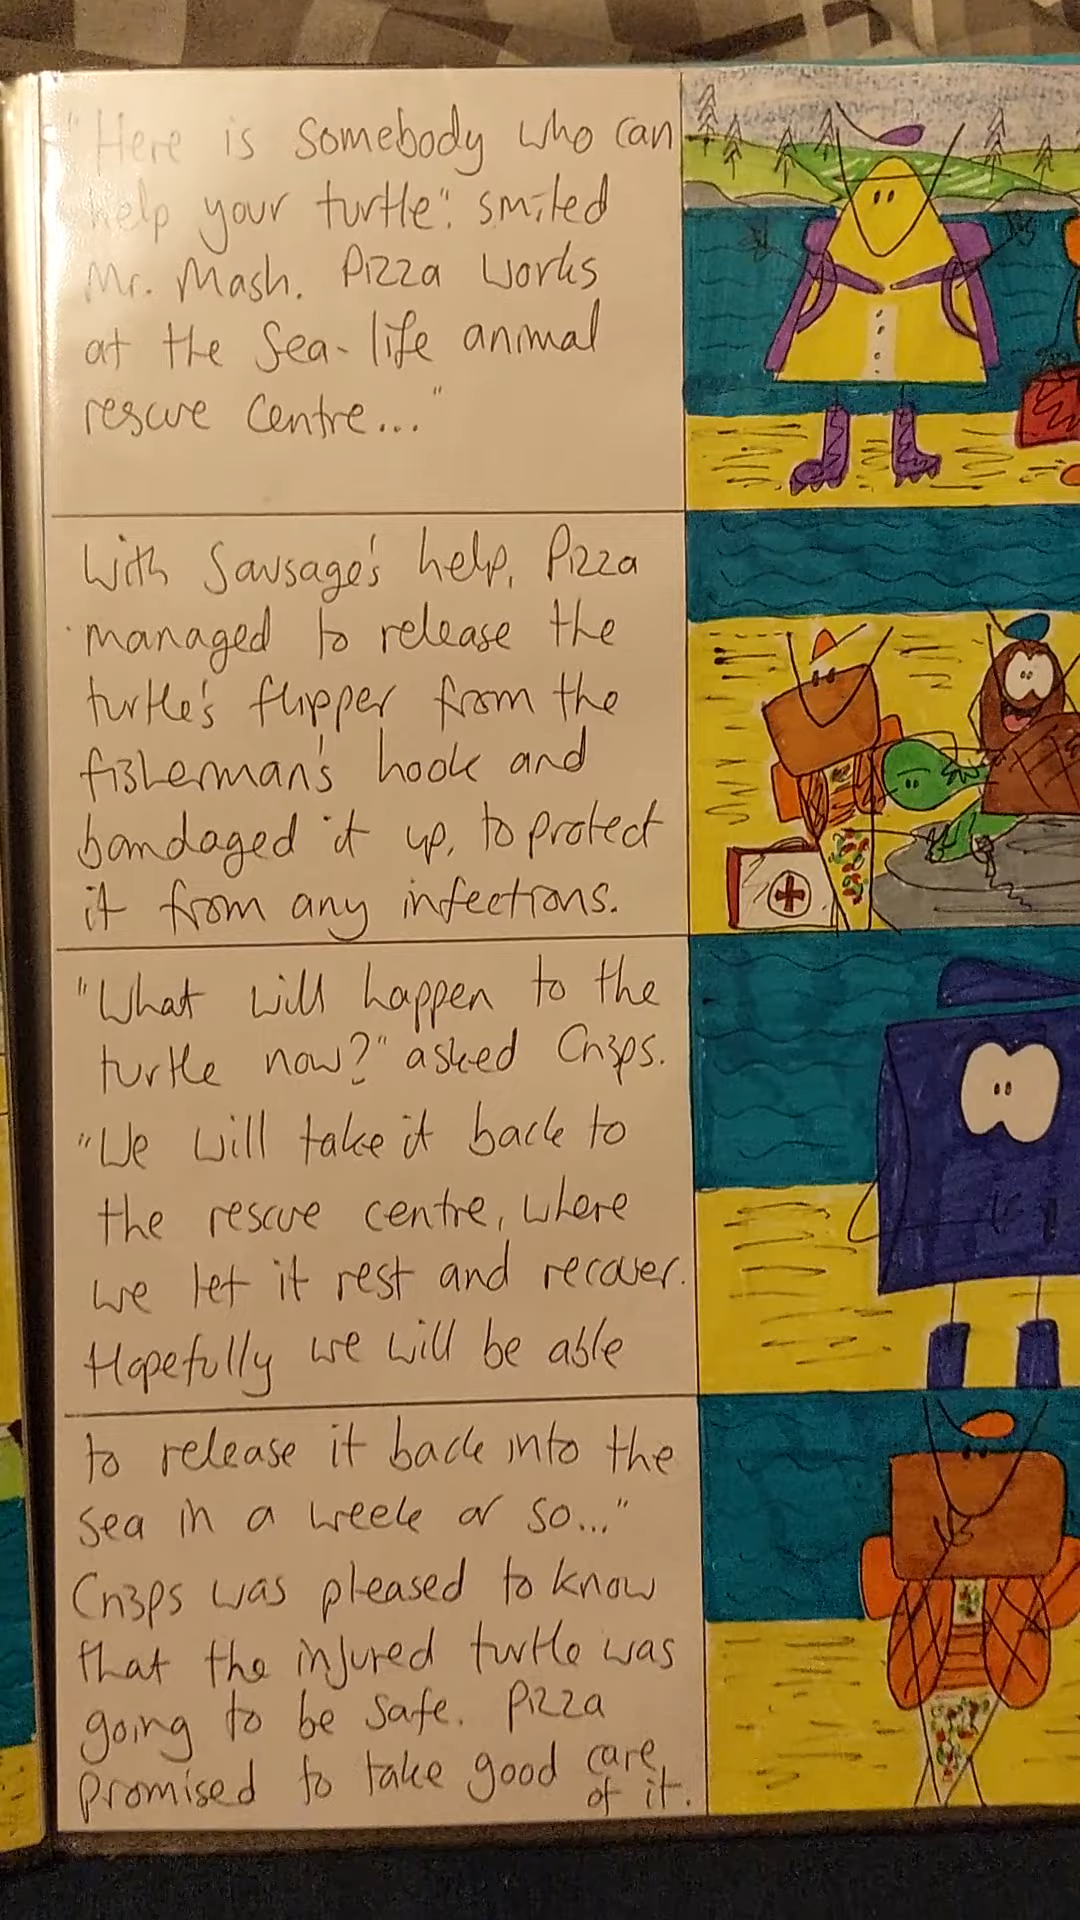 "Here is somebody who can
help your turtle". smiled
Mr. Mash. Pizza works
at the Sea-life animal
rescue centre..."
With Sausage's help, Pizza
managed to release the
turtle's flipper from the
fisherman's hook and
bandaged it up, to protect
it from any infections.
"What will happen to the
turtle now?" asked Crisps.
"We will take it back to
the rescue centre, where
we let it rest and recover.
Hopefully we will be able
to release it back into the
sea in a week or so..."
Crisps was pleased to know
that the injured turtle was
going to be safe. Pizza
promised to take good care
of it.